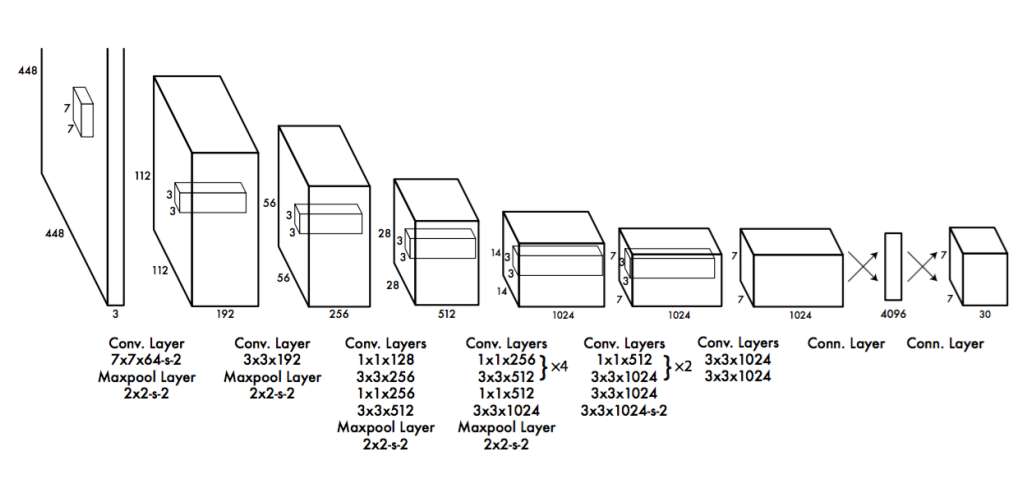 448
7
7
448
3
112
3
3
112
192
56
3
3
56
256
28
3
3
28
512
14
3
3
14
1024
7
3
3
7
1024
7
7
1024
4096
7
7
30
Conv. Layer
7x7x64-s-2
Maxpool Layer
2x2-s-2
Conv. Layer
3x3x192
Maxpool Layer
2x2-s-2
Conv. Layers
1x1x128
3x3x256
1x1x256
3x3x512
Maxpool Layer
2x2-s-2
Conv. Layers
1x1x256
3x3x512
}×4
1x1x512
3x3x1024
Maxpool Layer
2x2-s-2
Conv. Layers
1x1x512
3x3x1024
}×2
3x3x1024
3x3x1024-s-2
Conv. Layers
3x3x1024
3x3x1024
Conn. Layer
Conn. Layer